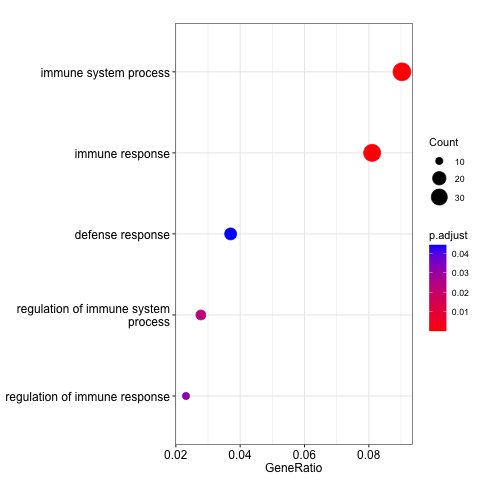 immune system process
immune response
defense response
regulation of immune system
process
regulation of immune response
0.02 0.04 0.06 0.08
GeneRatio
Count
10
20
30
p.adjust
0.04
0.03
0.02
0.01